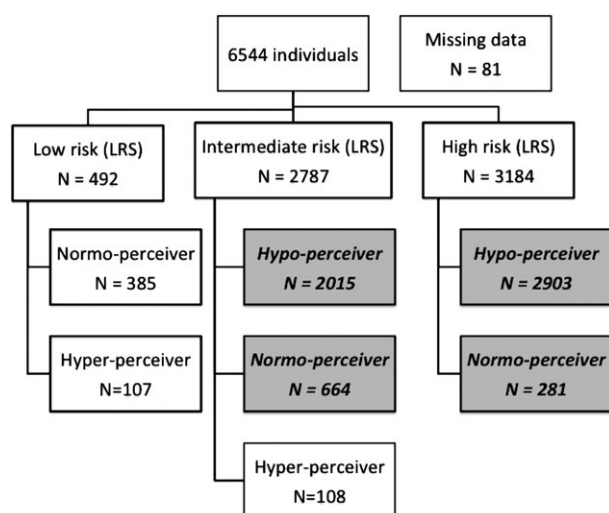 6544 individuals
Missing data
N = 81
Low risk (LRS)
N = 492
Intermediate risk (LRS)
N = 2787
High risk (LRS)
N = 3184
Normo-perceiver
N = 385
Hypo-perceiver
N = 2015
Hypo-perceiver
N = 2903
Hyper-perceiver
N=107
Normo-perceiver
N = 664
Normo-perceiver
N = 281
Hyper-perceiver
N=108